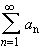 ∞
∑ aₙ
n=1